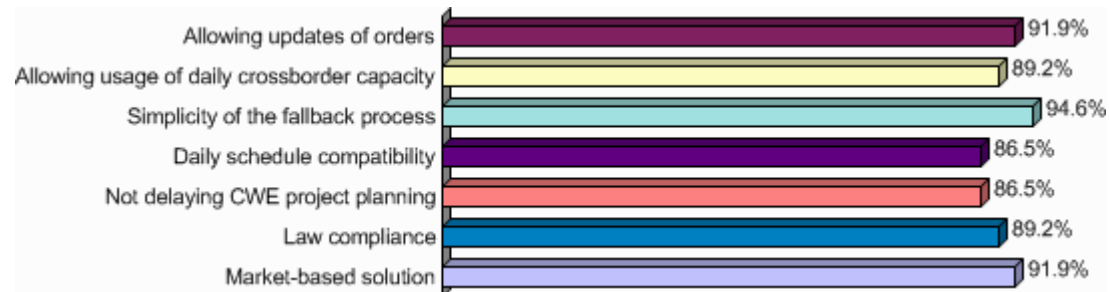 Allowing updates of orders 91.9%
Allowing usage of daily crossborder capacity 89.2%
Simplicity of the fallback process 94.6%
Daily schedule compatibility 86.5%
Not delaying CWE project planning 86.5%
Law compliance 89.2%
Market-based solution 91.9%